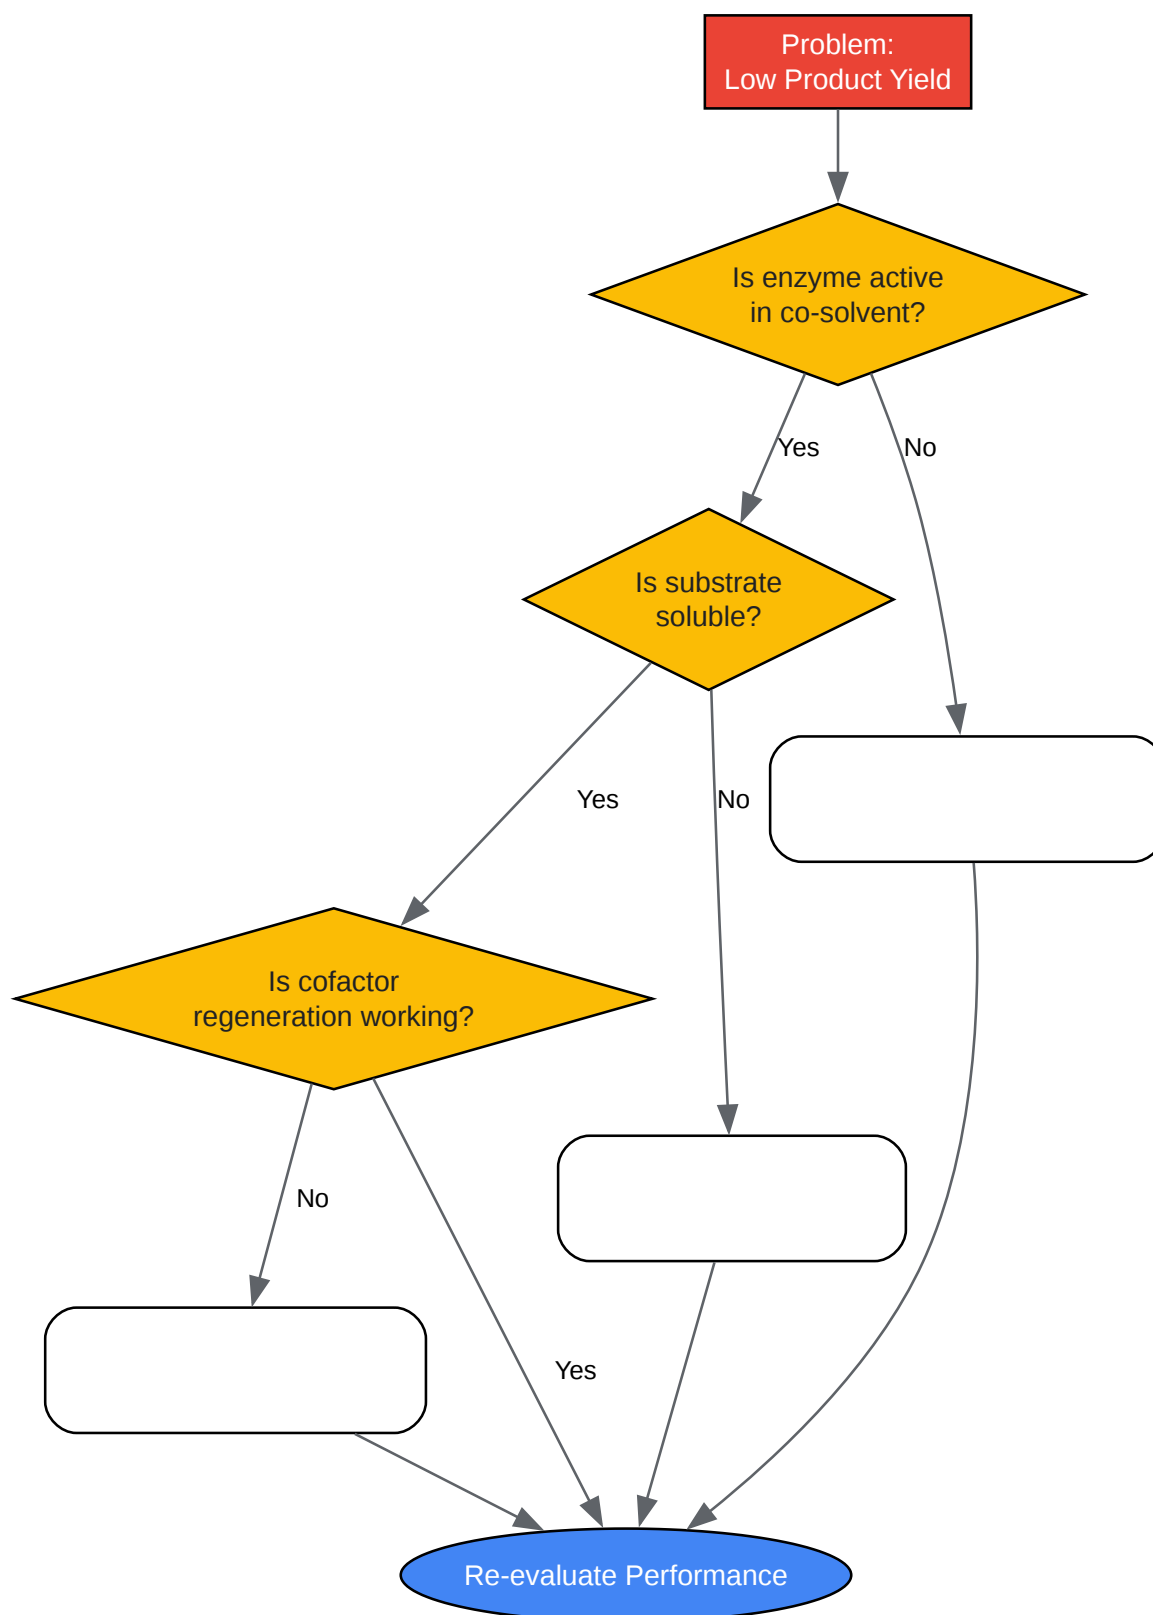 Problem:
Low Product Yield
Is enzyme active
in co-solvent?
Yes
No
Is substrate
soluble?
Yes
No
Is cofactor
regeneration working?
No
Yes
Re-evaluate Performance